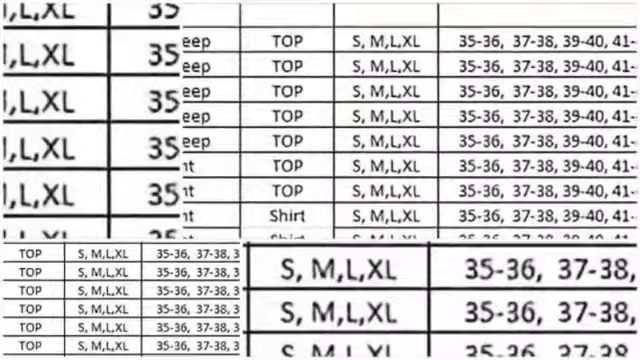 ,L,XL 35
,L,XL 35
,L,XL 35
,L,XL 35
,L,XL 35
eep TOP S, M,L,XL 35-36, 37-38, 39-40, 41-
eep TOP S, M,L,XL 35-36, 37-38, 39-40, 41-
eep TOP S, M,L,XL 35-36, 37-38, 39-40, 41-
eep TOP S, M,L,XL 35-36, 37-38, 39-40, 41-
eep TOP S, M,L,XL 35-36, 37-38, 39-40, 41-
nt TOP S, M,L,XL 35-36, 37-38, 39-40, 41-
nt TOP S, M,L,XL 35-36, 37-38, 39-40, 41-
nt Shirt S, M,L,XL 35-36, 37-38, 39-40, 41-
TOP S, M,L,XL 35-36, 37-38, 3
TOP S, M,L,XL 35-36, 37-38, 3
TOP S, M,L,XL 35-36, 37-38, 3
TOP S, M,L,XL 35-36, 37-38, 3
TOP S, M,L,XL 35-36, 37-38, 3
TOP S, M,L,XL 35-36, 37-38, 3
S, M,L,XL 35-36, 37-38,
S, M,L,XL 35-36, 37-38,
S, M,L,XL 35-36, 37-38